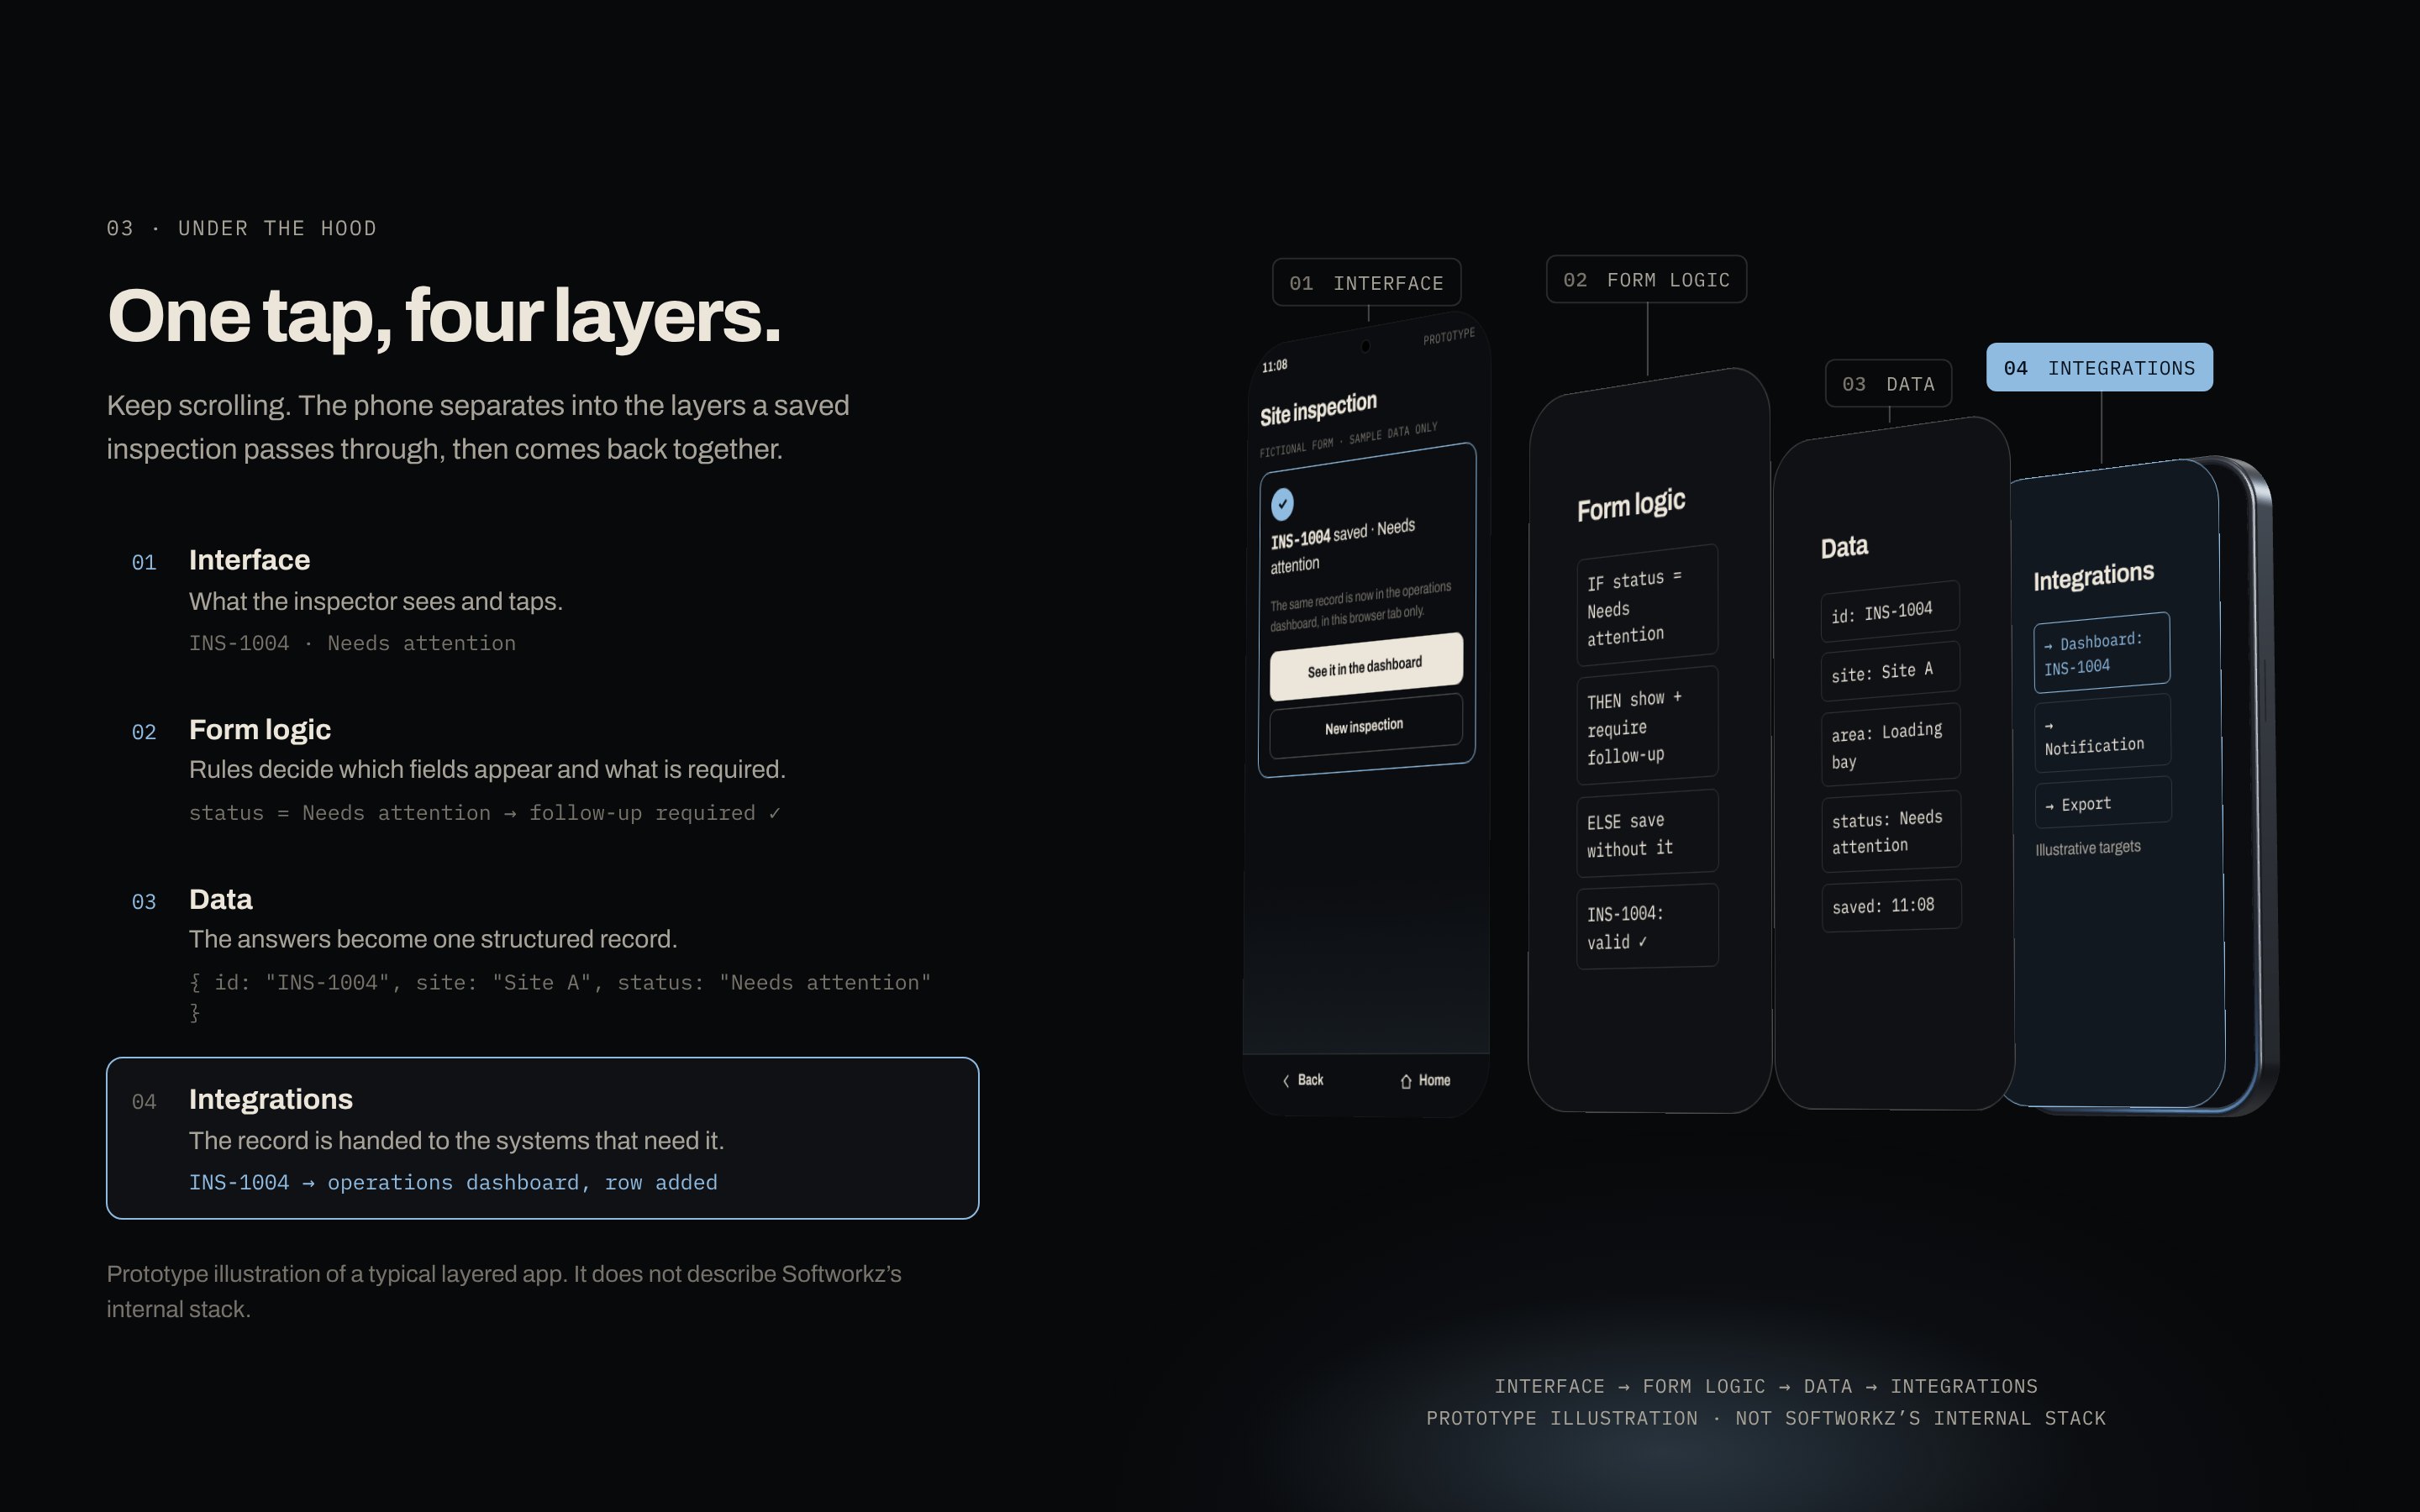 03 · UNDER THE HOOD
One tap, four layers.
Keep scrolling. The phone separates into the layers a saved
inspection passes through, then comes back together.
01 Interface
What the inspector sees and taps.
INS-1004 · Needs attention
02 Form logic
Rules decide which fields appear and what is required.
status = Needs attention → follow-up required ✓
03 Data
The answers become one structured record.
{ id: "INS-1004", site: "Site A", status: "Needs attention"
}
04 Integrations
The record is handed to the systems that need it.
INS-1004 → operations dashboard, row added
Prototype illustration of a typical layered app. It does not describe Softworkz’s
internal stack.
01 INTERFACE
11:08
PROTOTYPE
Site inspection
FICTIONAL FORM · SAMPLE DATA ONLY
INS-1004 saved · Needs
attention
The same record is now in the operations
dashboard, in this browser tab only.
See it in the dashboard
New inspection
Back
Home
02 FORM LOGIC
Form logic
IF status =
Needs
attention
THEN show +
require
follow-up
ELSE save
without it
INS-1004:
valid ✓
03 DATA
Data
id: INS-1004
site: Site A
area: Loading
bay
status: Needs
attention
saved: 11:08
04 INTEGRATIONS
Integrations
→ Dashboard:
INS-1004
→
Notification
→ Export
Illustrative targets
INTERFACE → FORM LOGIC → DATA → INTEGRATIONS
PROTOTYPE ILLUSTRATION · NOT SOFTWORKZ’S INTERNAL STACK